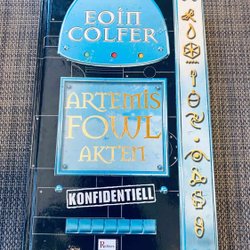 EOIN
COLFER
ARTEMIS
FOWL
AKTEN
KONFIDENTIELL